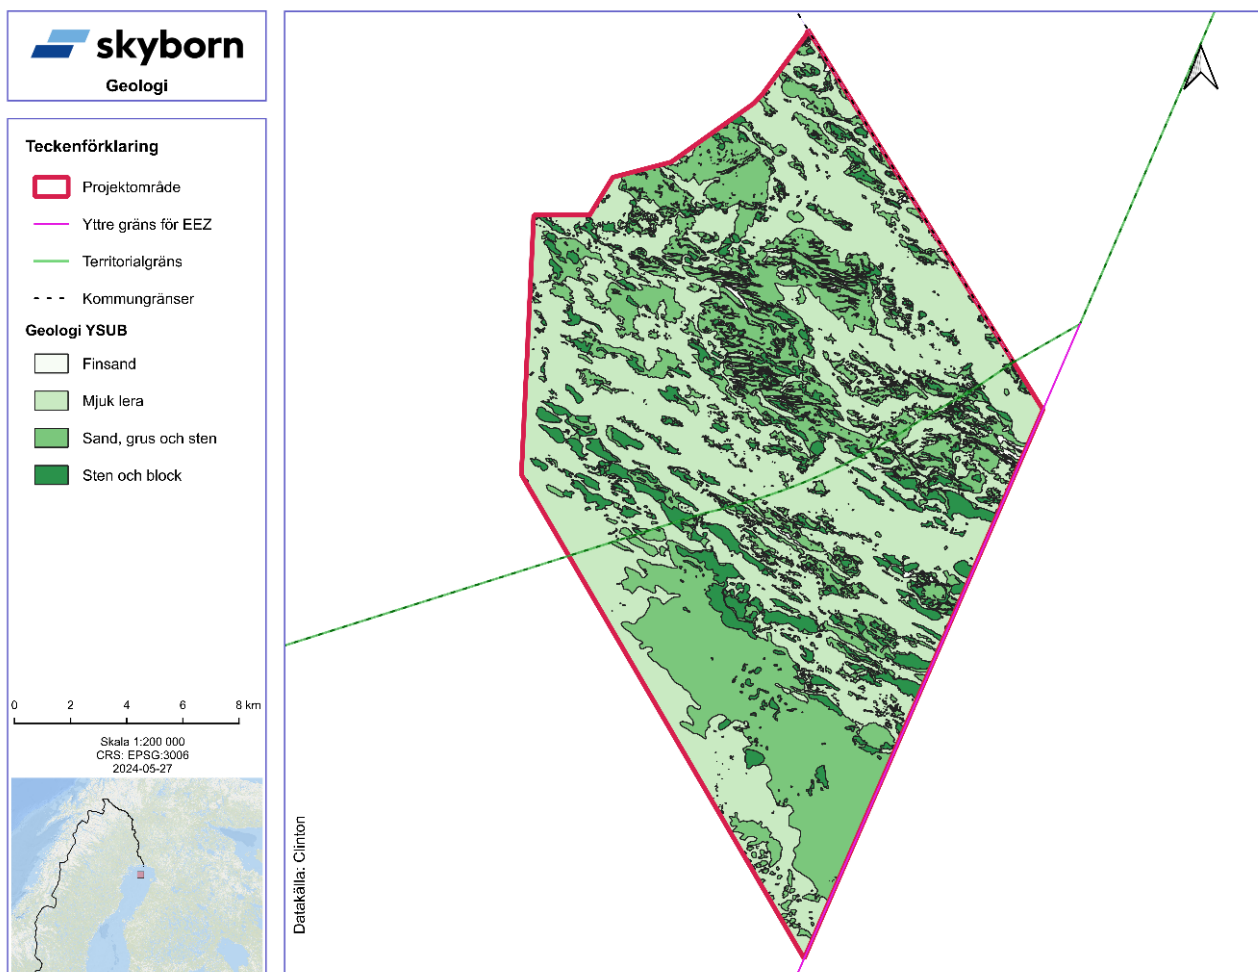 skyborn
Geologi
Teckenförklaring
Projektområde
Yttre gräns för EEZ
Territorialgräns
Kommungränser
Geologi YSUB
Finsand
Mjuk lera
Sand, grus och sten
Sten och block
0 2 4 6 8 km
Skala 1:200 000
CRS: EPSG:3006
2024-05-27
Datakälla: Clinton